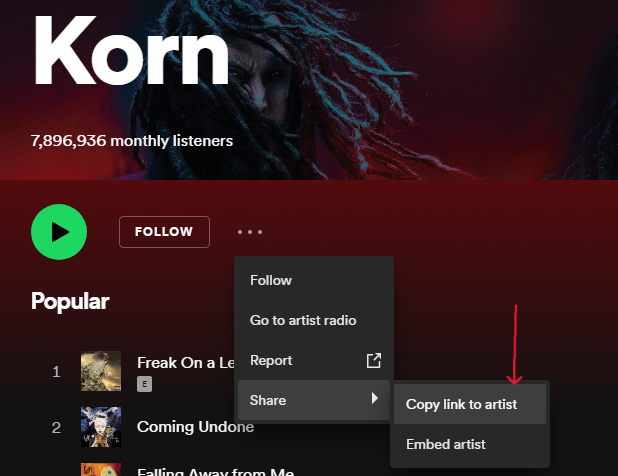 Korn
7,896,936 monthly listeners
FOLLOW
Popular
Follow
Go to artist radio
Report
Share
Copy link to artist
Embed artist
1
Freak On a Le
E
2
Coming Undone
Falling Away from Me